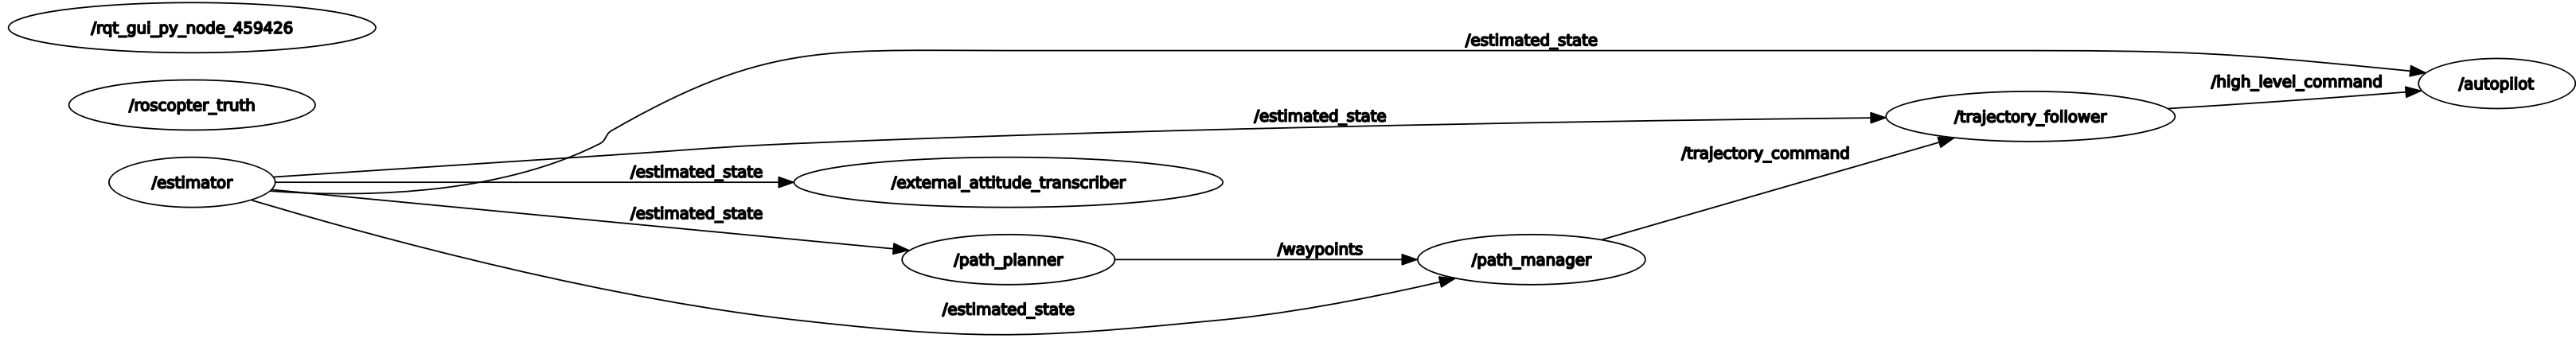 /rqt_gui_py_node_459426
/estimated_state
/high_level_command
/autopilot
/roscopter_truth
/estimated_state
/trajectory_follower
/trajectory_command
/estimated_state
/estimator
/external_attitude_transcriber
/estimated_state
/waypoints
/path_planner
/path_manager
/estimated_state